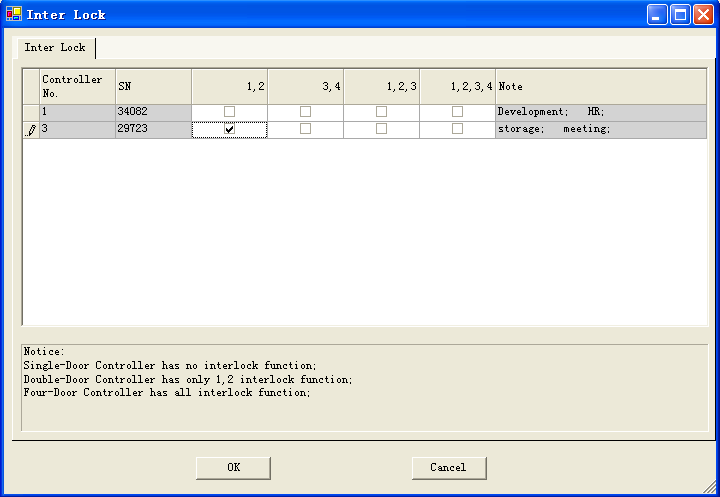 Inter Lock
Inter Lock
Controller No. SN 1,2 3,4 1,2,3 1,2,3,4 Note
1 34082 Development; HR;
3 29723 storage; meeting;
Notice:
Single-Door Controller has no interlock function;
Double-Door Controller has only 1,2 interlock function;
Four-Door Controller has all interlock function;
OK Cancel